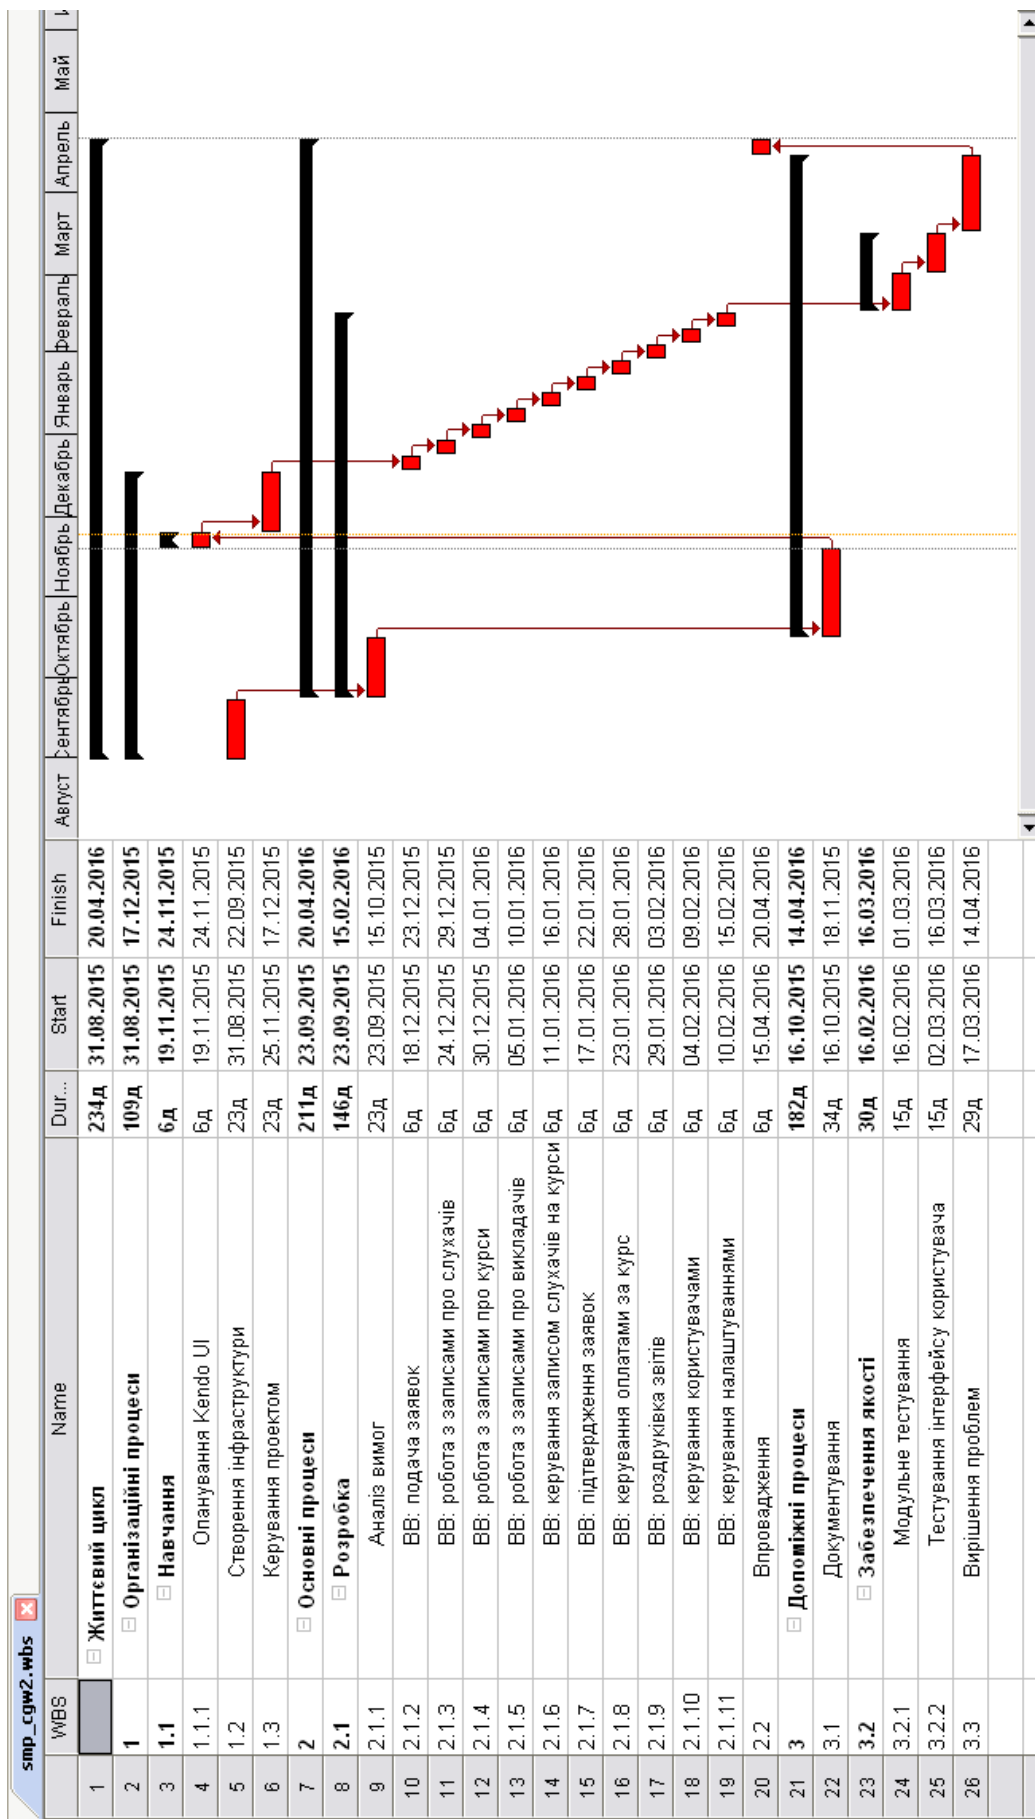 smp_cgw2.wbs
WBS Name Dur... Start Finish Август Сентябрь Октябрь Ноябрь Декабрь Январь Февраль Март Апрель Май
1 Життєвий цикл 234д 31.08.2015 20.04.2016
2 1 Організаційні процеси 109д 31.08.2015 17.12.2015
3 1.1 Навчання 6д 19.11.2015 24.11.2015
4 1.1.1 Опанування Kendo UI 6д 19.11.2015 24.11.2015
5 1.2 Створення інфраструктури 23д 31.08.2015 22.09.2015
6 1.3 Керування проектом 23д 25.11.2015 17.12.2015
7 2 Основні процеси 211д 23.09.2015 20.04.2016
8 2.1 Розробка 146д 23.09.2015 15.02.2016
9 2.1.1 Аналіз вимог 23д 23.09.2015 15.10.2015
10 2.1.2 ВВ: подача заявок 6д 18.12.2015 23.12.2015
11 2.1.3 ВВ: робота з записами про слухачів 6д 24.12.2015 29.12.2015
12 2.1.4 ВВ: робота з записами про курси 6д 30.12.2015 04.01.2016
13 2.1.5 ВВ: робота з записами про викладачів 6д 05.01.2016 10.01.2016
14 2.1.6 ВВ: керування записом слухачів на курси 6д 11.01.2016 16.01.2016
15 2.1.7 ВВ: підтвердження заявок 6д 17.01.2016 22.01.2016
16 2.1.8 ВВ: керування оплатами за курс 6д 23.01.2016 28.01.2016
17 2.1.9 ВВ: роздруківка звітів 6д 29.01.2016 03.02.2016
18 2.1.10 ВВ: керування користувачами 6д 04.02.2016 09.02.2016
19 2.1.11 ВВ: керування налаштуваннями 6д 10.02.2016 15.02.2016
20 2.2 Впровадження 6д 15.04.2016 20.04.2016
21 3 Допоміжні процеси 182д 16.10.2015 14.04.2016
22 3.1 Документування 34д 16.10.2015 18.11.2015
23 3.2 Забезпечення якості 30д 16.02.2016 16.03.2016
24 3.2.1 Модульне тестування 15д 16.02.2016 01.03.2016
25 3.2.2 Тестування інтерфейсу користувача 15д 02.03.2016 16.03.2016
26 3.3 Вирішення проблем 29д 17.03.2016 14.04.2016